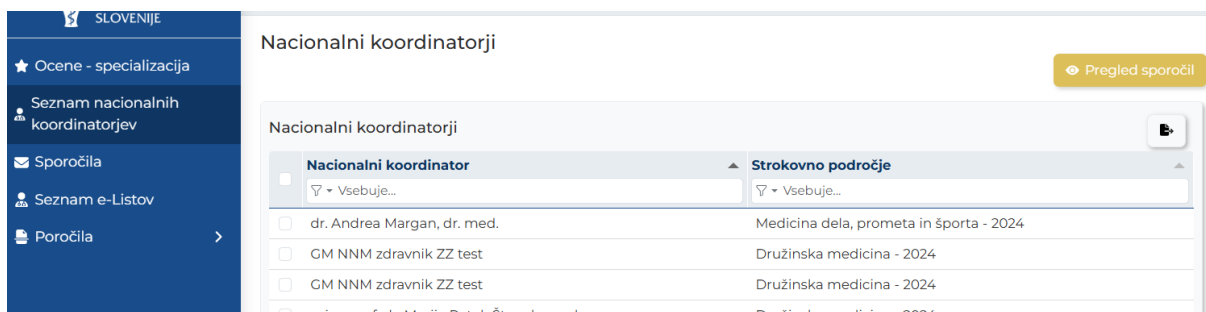 SLOVENIJE
Nacionalni koordinatorji
Ocene - specializacija
Pregled sporočil
Seznam nacionalnih
koordinatorjev
Nacionalni koordinatorji
Sporočila
Nacionalni koordinator Strokovno področje
Vsebuje... Vsebuje...
Seznam e-Listov
dr. Andrea Margan, dr. med. Medicina dela, prometa in športa - 2024
Poročila
GM NNM zdravnik ZZ test Družinska medicina - 2024
GM NNM zdravnik ZZ test Družinska medicina - 2024